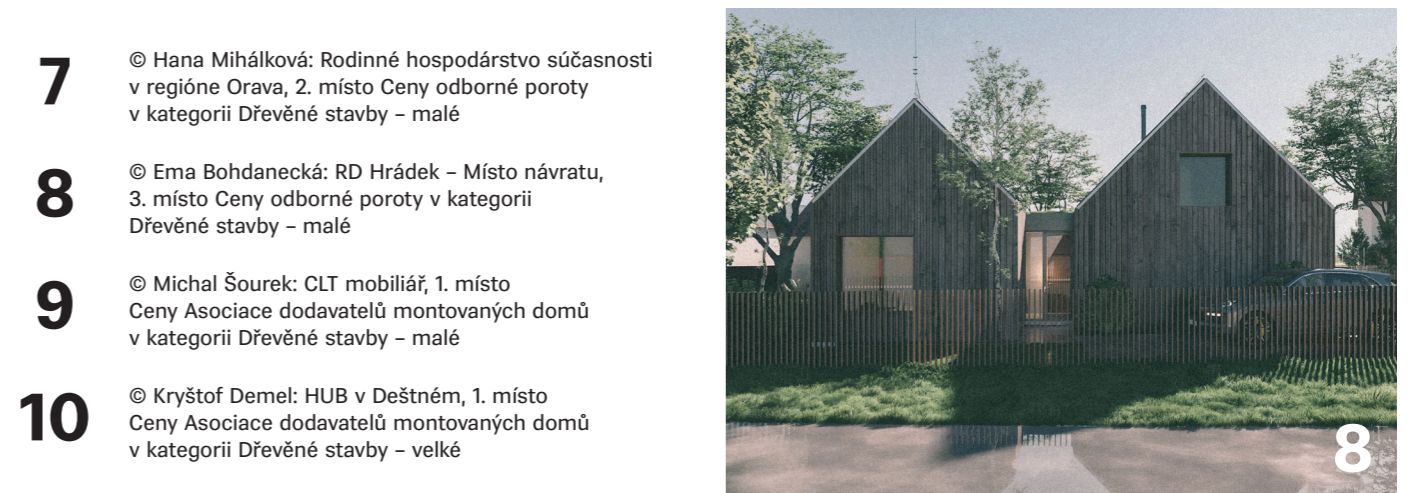 7
© Hana Mihálková: Rodinné hospodárstvo súčasnosti
v regióne Orava, 2. místo Ceny odborné poroty
v kategorii Dřevěné stavby – malé
8
© Ema Bohdanecká: RD Hrádek – Místo návratu,
3. místo Ceny odborné poroty v kategorii
Dřevěné stavby – malé
9
© Michal Šourek: CLT mobiliář, 1. místo
Ceny Asociace dodavatelů montovaných domů
v kategorii Dřevěné stavby – malé
10
© Kryštof Demel: HUB v Deštném, 1. místo
Ceny Asociace dodavatelů montovaných domů
v kategorii Dřevěné stavby – velké
8